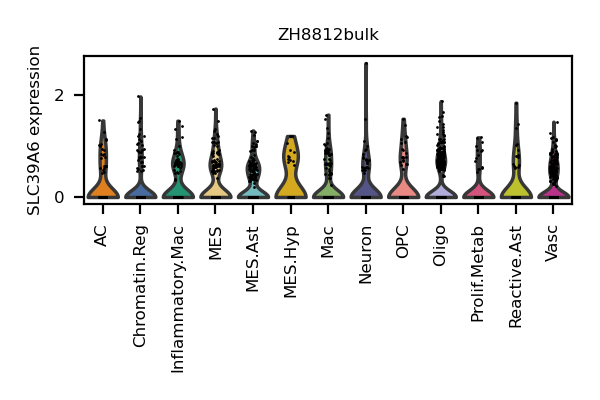 ZH8812bulk
SLC39A6 expression
2
0
AC
Chromatin.Reg
Inflammatory.Mac
MES
MES.Ast
MES.Hyp
Mac
Neuron
OPC
Oligo
Prolif.Metab
Reactive.Ast
Vasc